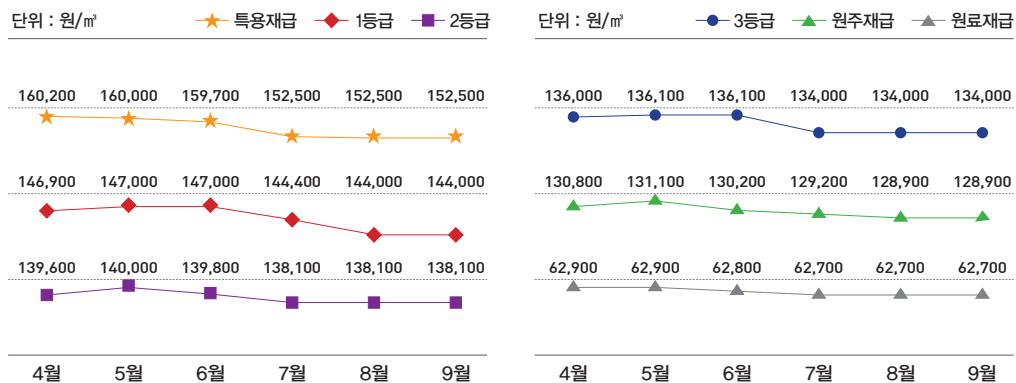 단위 : 원/㎥ 특용재급 1등급 2등급
160,200 160,000 159,700 152,500 152,500 152,500
146,900 147,000 147,000 144,400 144,000 144,000
139,600 140,000 139,800 138,100 138,100 138,100
4월 5월 6월 7월 8월 9월
단위 : 원/㎥ 3등급 원주재급 원료재급
136,000 136,100 136,100 134,000 134,000 134,000
130,800 131,100 130,200 129,200 128,900 128,900
62,900 62,900 62,800 62,700 62,700 62,700
4월 5월 6월 7월 8월 9월